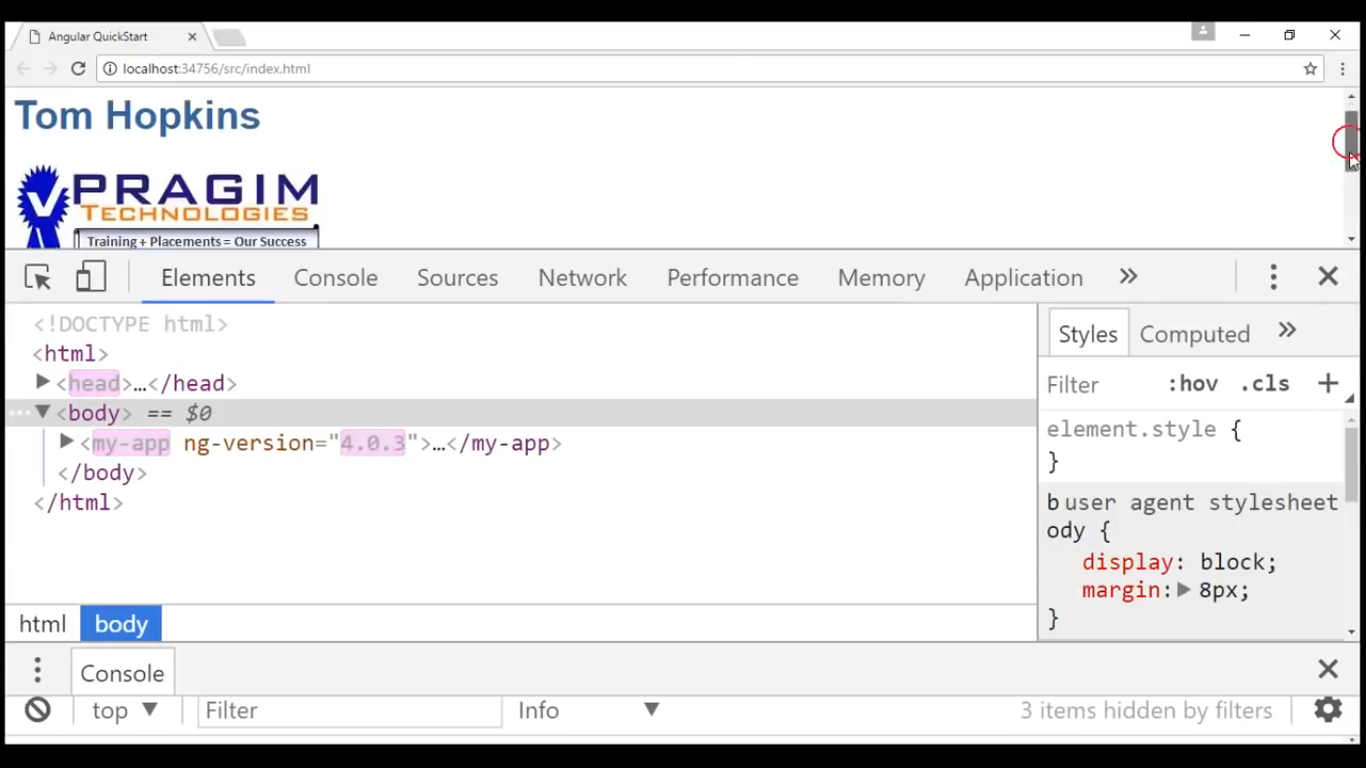 Angular QuickStart
localhost:34756/src/index.html
Tom Hopkins
PRAGIM
TECHNOLOGIES
Training + Placements = Our Success
Elements Console Sources Network Performance Memory Application »
<!DOCTYPE html>
<html>
<head>…</head>
<body> == $0
<my-app ng-version="4.0.3">…</my-app>
</body>
</html>
html body
Styles Computed »
Filter :hov .cls +
element.style {
}
b user agent stylesheet
ody {
display: block;
margin: 8px;
}
Console
top Filter Info 3 items hidden by filters